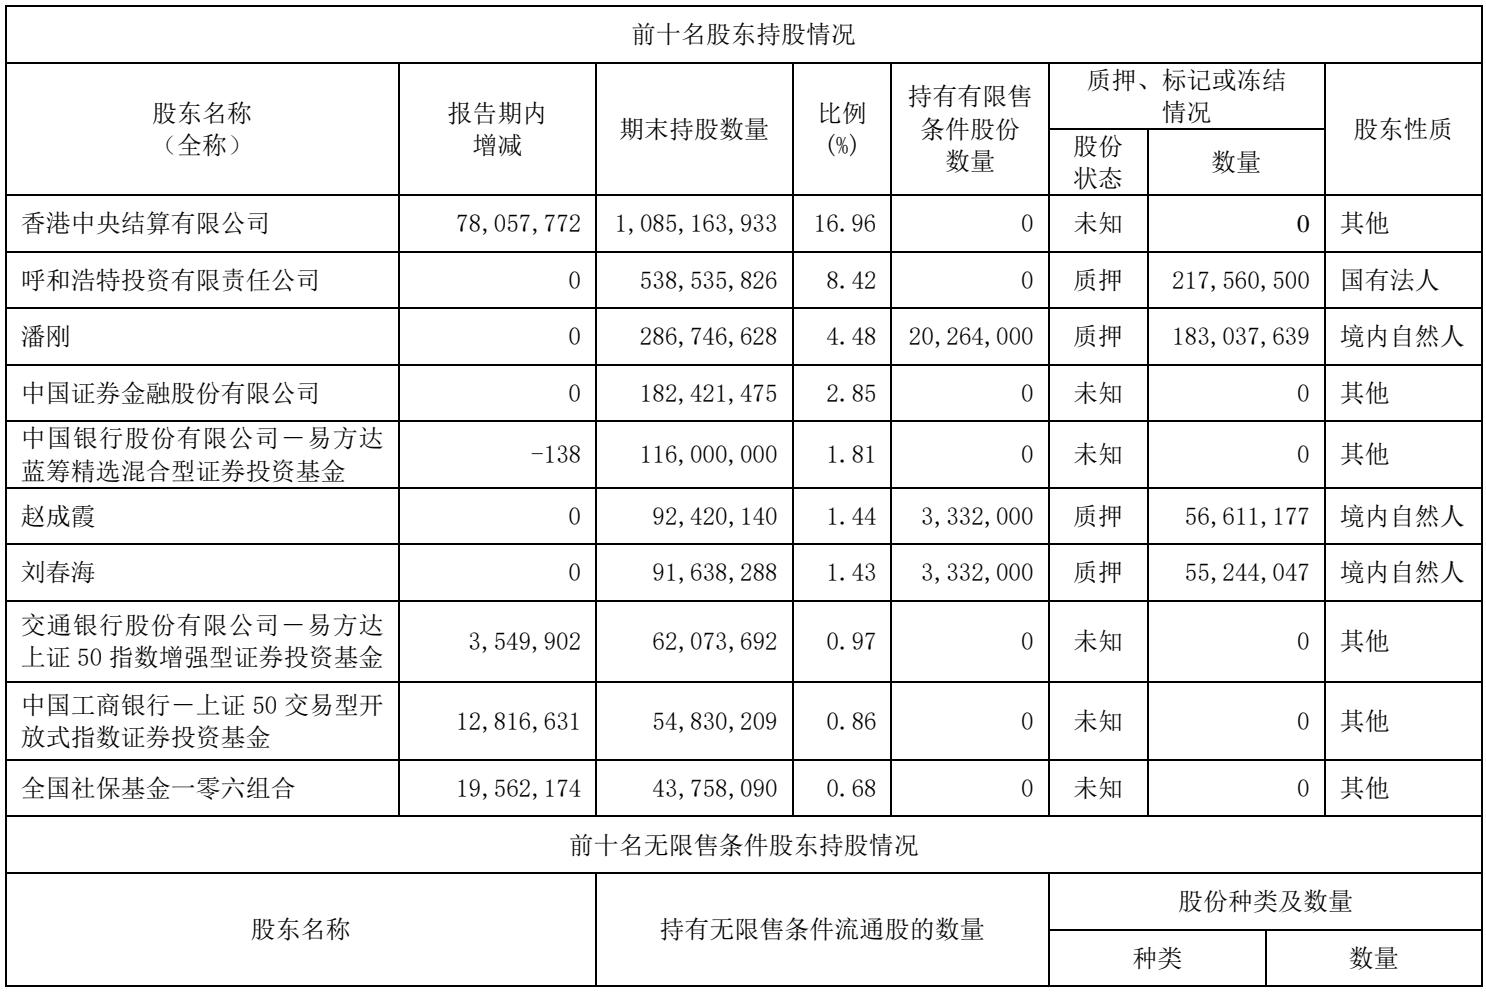 前十名股东持股情况
股东名称
（全称）
报告期内
增减
期末持股数量
比例
(%)
持有有限售
条件股份
数量
质押、标记或冻结
情况
股份
状态
数量
股东性质
香港中央结算有限公司 78,057,772 1,085,163,933 16.96 0 未知 0 其他
呼和浩特投资有限责任公司 0 538,535,826 8.42 0 质押 217,560,500 国有法人
潘刚 0 286,746,628 4.48 20,264,000 质押 183,037,639 境内自然人
中国证券金融股份有限公司 0 182,421,475 2.85 0 未知 0 其他
中国银行股份有限公司－易方达
蓝筹精选混合型证券投资基金 -138 116,000,000 1.81 0 未知 0 其他
赵成霞 0 92,420,140 1.44 3,332,000 质押 56,611,177 境内自然人
刘春海 0 91,638,288 1.43 3,332,000 质押 55,244,047 境内自然人
交通银行股份有限公司－易方达
上证 50 指数增强型证券投资基金 3,549,902 62,073,692 0.97 0 未知 0 其他
中国工商银行－上证 50 交易型开
放式指数证券投资基金 12,816,631 54,830,209 0.86 0 未知 0 其他
全国社保基金一零六组合 19,562,174 43,758,090 0.68 0 未知 0 其他
前十名无限售条件股东持股情况
股东名称
持有无限售条件流通股的数量
股份种类及数量
种类 数量